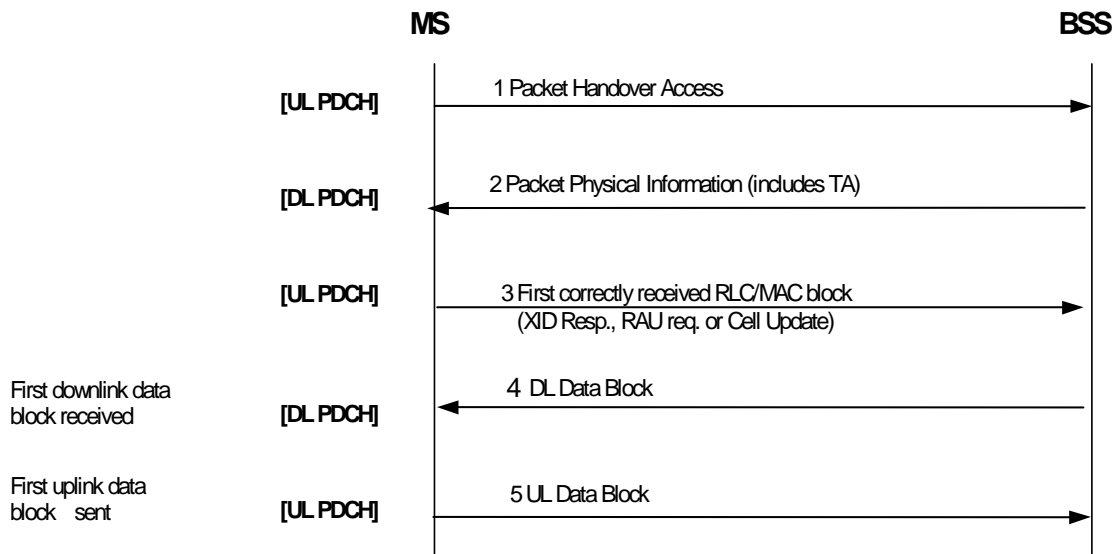 MS BSS
1 Packet Handover Access
[UL PDCH]
2 Packet Physical Information (includes TA)
[DL PDCH]
[UL PDCH] 3 First correctly received RLC/MAC block
(XID Resp., RAU req. or Cell Update)
First downlink data
block received
[DL PDCH]
4 DL Data Block
First uplink data
block sent
[UL PDCH]
5 UL Data Block